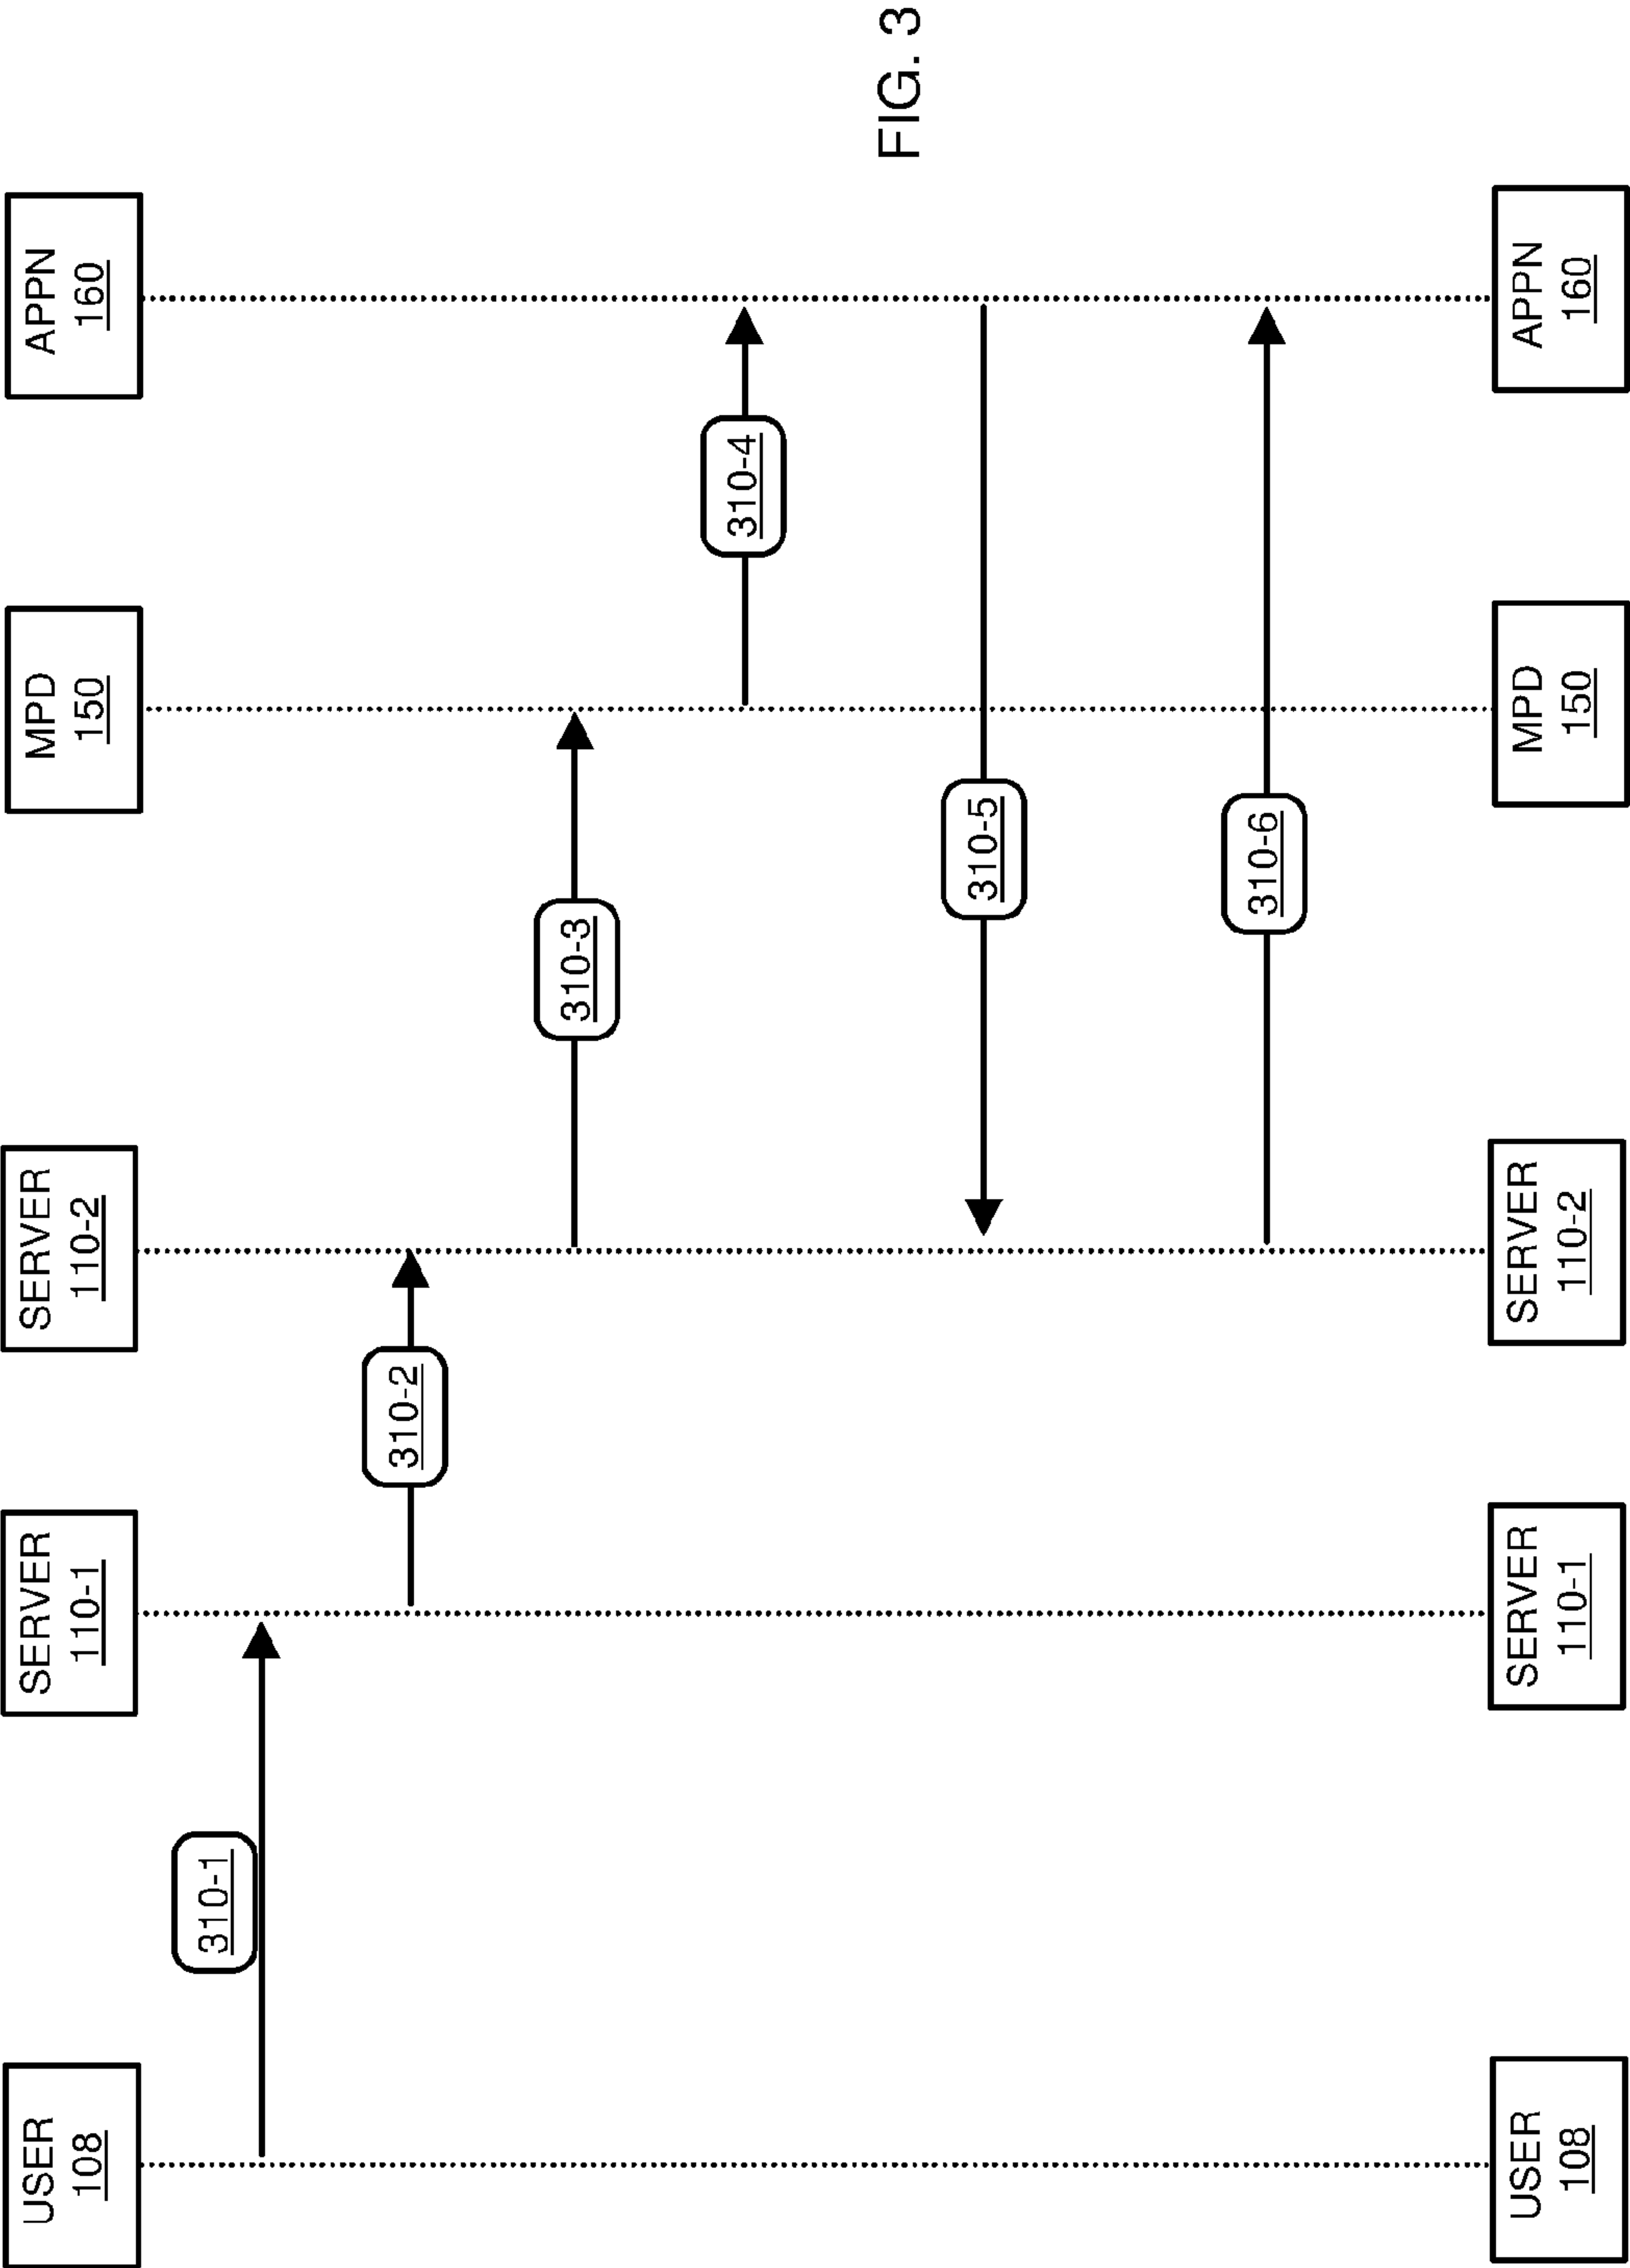 USER
108
SERVER
110-1
SERVER
110-2
MPD
150
APPN
160
310-1
310-2
310-3
310-4
310-5
310-6
USER
108
SERVER
110-1
SERVER
110-2
MPD
150
APPN
160
FIG. 3